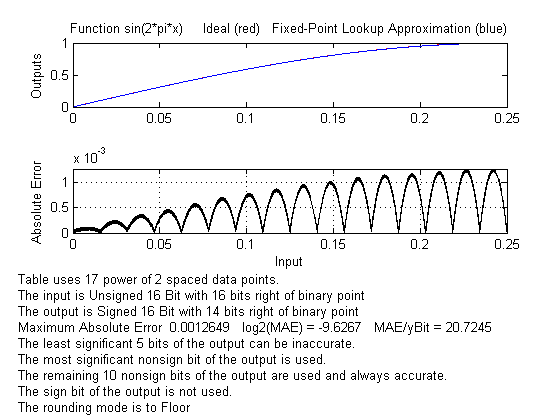 Function sin(2*pi*x)     Ideal (red)   Fixed-Point Lookup Approximation (blue)
1
0.5
0
Outputs
0 0.05 0.1 0.15 0.2 0.25
x 10^-3
1
0.5
0
Absolute Error
0 0.05 0.1 0.15 0.2 0.25
Input
Table uses 17 power of 2 spaced data points.
The input is Unsigned 16 Bit with 16 bits right of binary point
The output is Signed 16 Bit with 14 bits right of binary point
Maximum Absolute Error  0.0012649   log2(MAE) = -9.6267   MAE/yBit = 20.7245
The least significant 5 bits of the output can be inaccurate.
The most significant nonsign bit of the output is used.
The remaining 10 nonsign bits of the output are used and always accurate.
The sign bit of the output is not used.
The rounding mode is to Floor